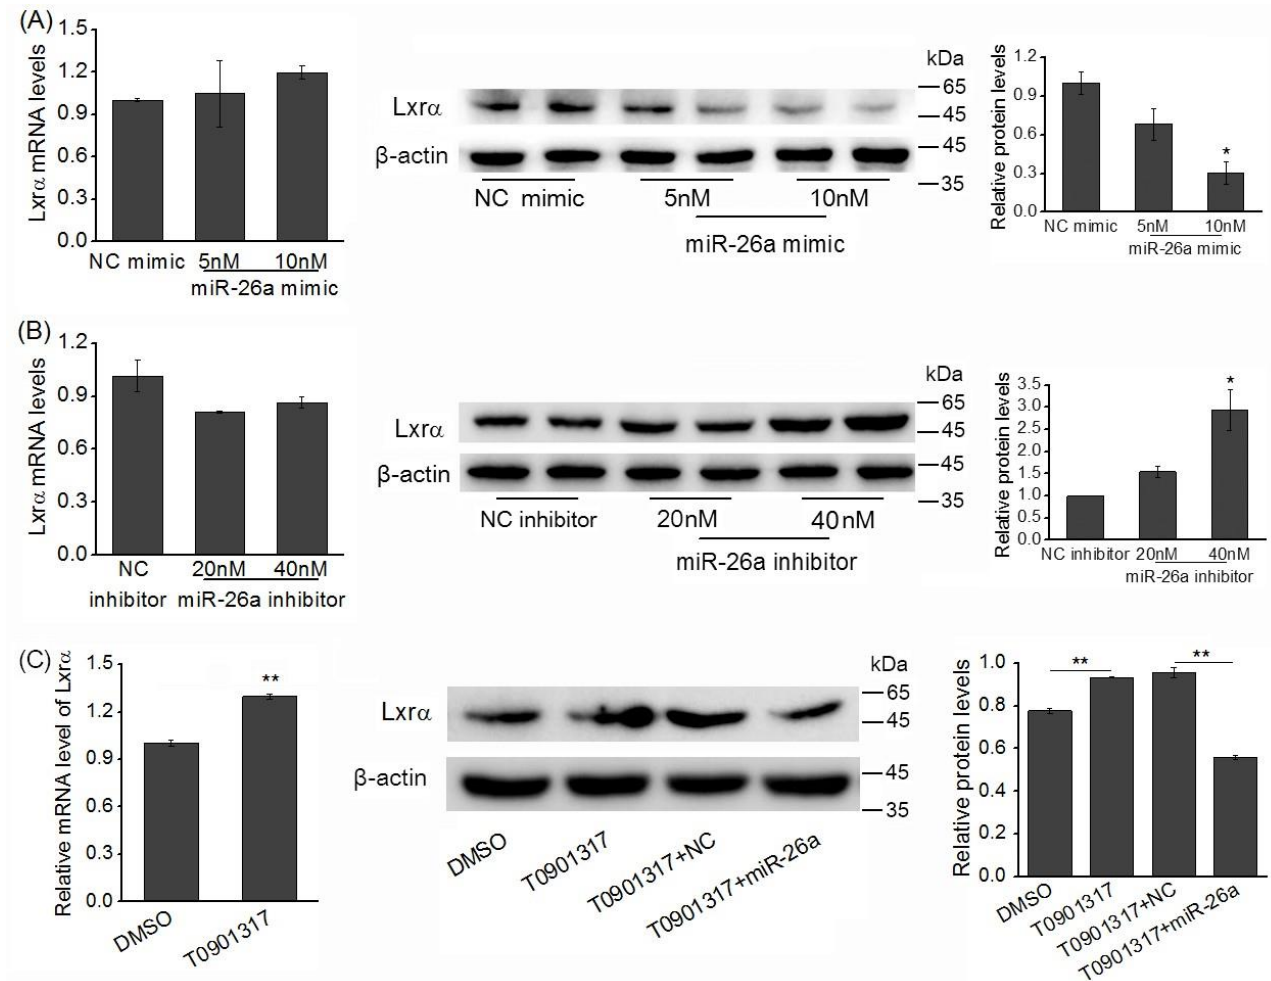 (A)
Lxrα mRNA levels
1.5
1.2
0.9
0.6
0.3
0.0
NC mimic 5nM 10nM
miR-26a mimic
kDa
Lxrα
65
45
β-actin
45
35
NC mimic 5nM 10nM
miR-26a mimic
Relative protein levels
1.2
0.9
0.6
0.3
0.0
*
NC mimic 5nM 10nM
miR-26a mimic
(B)
Lxrα mRNA levels
1.2
0.9
0.6
0.3
0.0
NC 20nM 40nM
inhibitor miR-26a inhibitor
kDa
Lxrα
65
45
β-actin
45
35
NC inhibitor 20nM 40nM
miR-26a inhibitor
Relative protein levels
3.5
3.0
2.5
2.0
1.5
1.0
0.5
0.0
*
NC inhibitor 20nM 40nM
miR-26a inhibitor
(C)
Relative mRNA level of Lxrα
1.5
1.2
0.9
0.6
0.3
0.0
**
DMSO
T0901317
kDa
Lxrα
65
45
β-actin
45
35
DMSO
T0901317
T0901317+NC
T0901317+miR-26a
Relative protein levels
1.0
0.8
0.6
0.4
0.2
0.0
**
**
DMSO
T0901317
T0901317+NC
T0901317+miR-26a